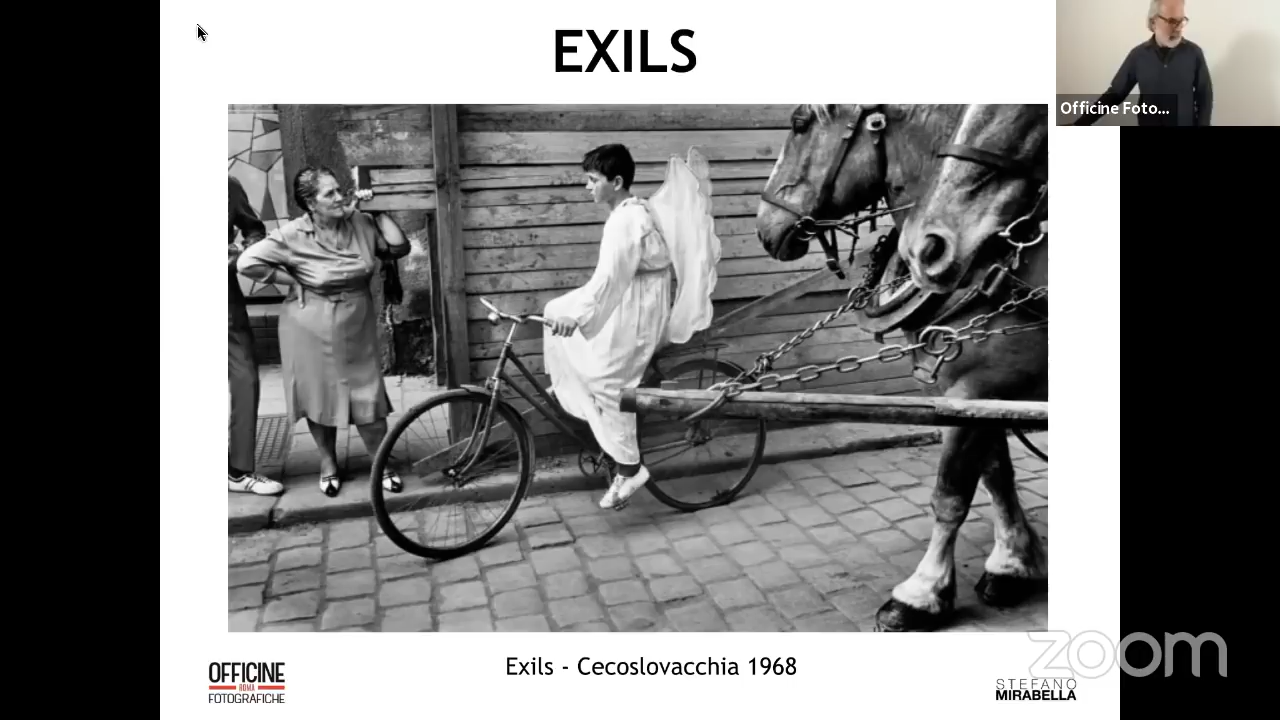 EXILS
Officine Foto...
Exils - Cecoslovacchia 1968
OFFICINE
ROMA
FOTOGRAFICHE
zoom
STEFANO
MIRABELLA